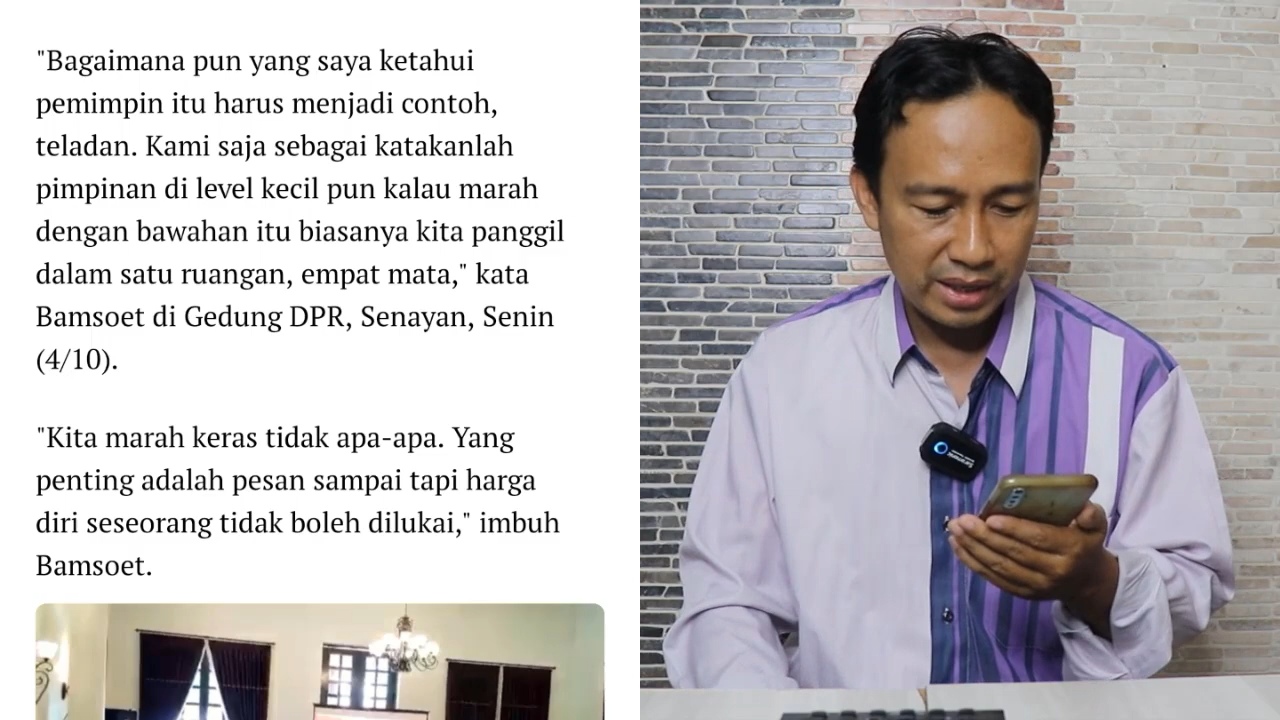 "Bagaimana pun yang saya ketahui
pemimpin itu harus menjadi contoh,
teladan. Kami saja sebagai katakanlah
pimpinan di level kecil pun kalau marah
dengan bawahan itu biasanya kita panggil
dalam satu ruangan, empat mata," kata
Bamsoet di Gedung DPR, Senayan, Senin
(4/10).
"Kita marah keras tidak apa-apa. Yang
penting adalah pesan sampai tapi harga
diri seseorang tidak boleh dilukai," imbuh
Bamsoet.